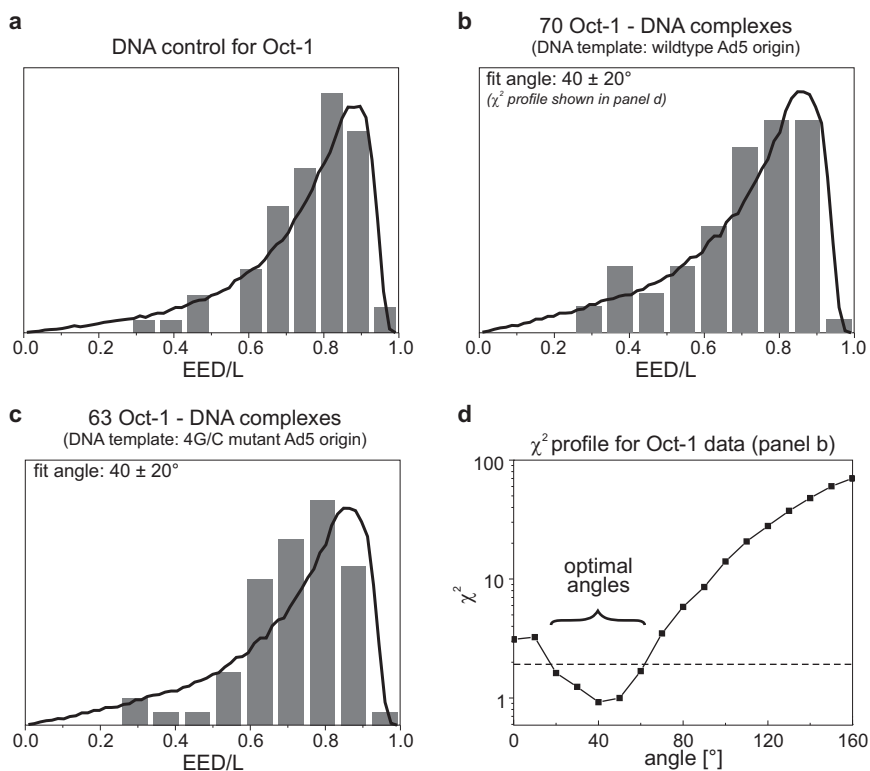 a
DNA control for Oct-1
0.0 0.2 0.4 0.6 0.8 1.0
EED/L
b
70 Oct-1 - DNA complexes
(DNA template: wildtype Ad5 origin)
fit angle: 40 ± 20°
(χ² profile shown in panel d)
0.0 0.2 0.4 0.6 0.8 1.0
EED/L
c
63 Oct-1 - DNA complexes
(DNA template: 4G/C mutant Ad5 origin)
fit angle: 40 ± 20°
0.0 0.2 0.4 0.6 0.8 1.0
EED/L
d
χ² profile for Oct-1 data (panel b)
100
10
1
χ²
optimal
angles
0 40 80 120 160
angle [°]